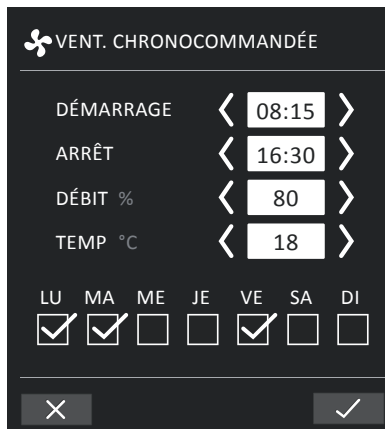 VENT. CHRONOCOMMANDÉE
DÉMARRAGE 08:15
ARRÊT 16:30
DÉBIT % 80
TEMP °C 18
LU MA ME JE VE SA DI